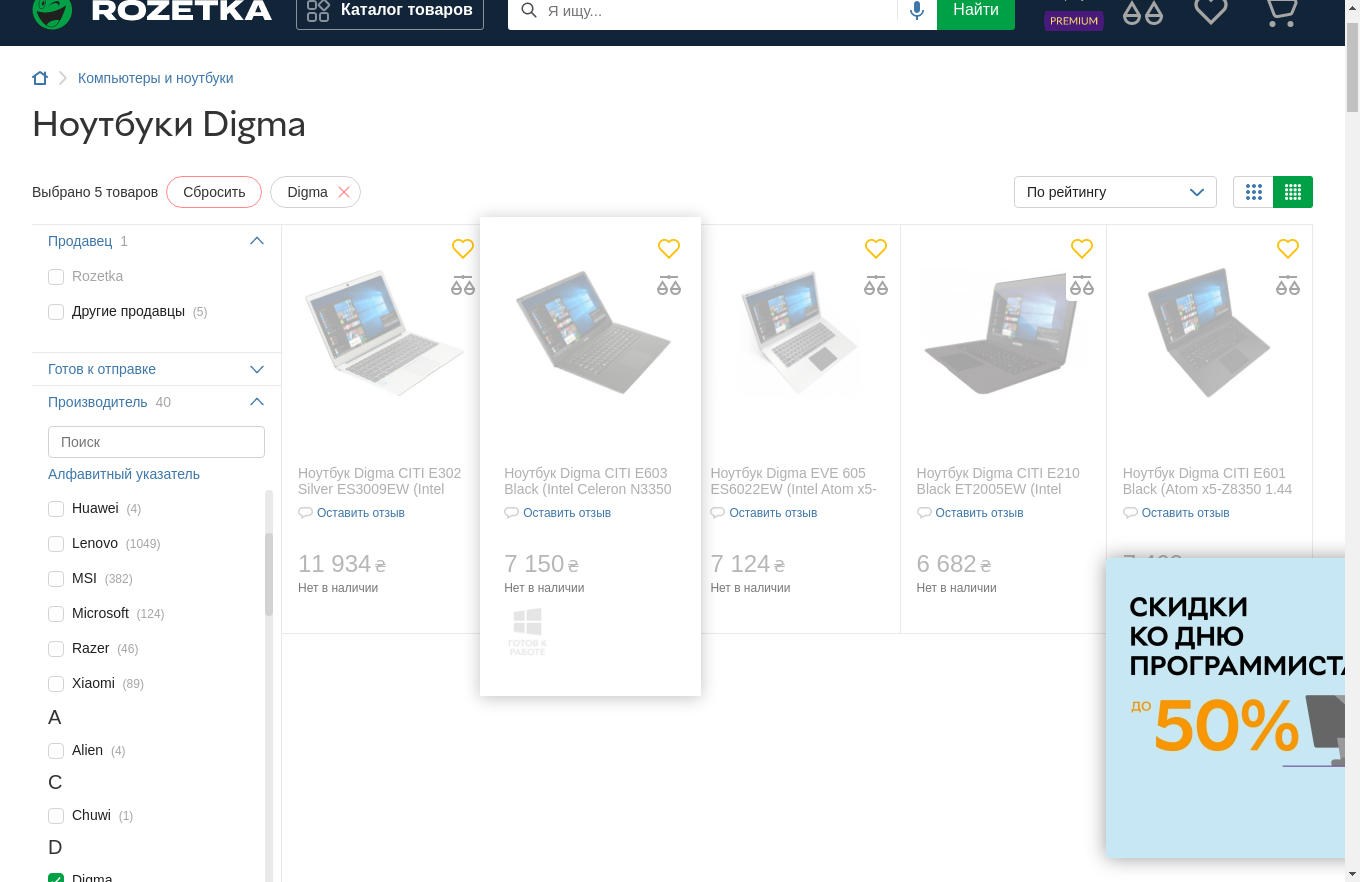 ROZETKA
Каталог товаров
Я ищу...
Найти
PREMIUM
Компьютеры и ноутбуки
Ноутбуки Digma
Выбрано 5 товаров
Сбросить
Digma
По рейтингу
Продавец 1
Rozetka
Другие продавцы (5)
Готов к отправке
Производитель 40
Поиск
Алфавитный указатель
Huawei (4)
Lenovo (1049)
MSI (382)
Microsoft (124)
Razer (46)
Xiaomi (89)
A
Alien (4)
C
Chuwi (1)
D
Digma
Ноутбук Digma CITI E302
Silver ES3009EW (Intel
Оставить отзыв
11 934 ₴
Нет в наличии
Ноутбук Digma CITI E603
Black (Intel Celeron N3350
Оставить отзыв
7 150 ₴
Нет в наличии
ГОТОВ К
РАБОТЕ
Ноутбук Digma EVE 605
ES6022EW (Intel Atom x5-
Оставить отзыв
7 124 ₴
Нет в наличии
Ноутбук Digma CITI E210
Black ET2005EW (Intel
Оставить отзыв
6 682 ₴
Нет в наличии
Ноутбук Digma CITI E601
Black (Atom x5-Z8350 1.44
Оставить отзыв
СКИДКИ
КО ДНЮ
ПРОГРАММИСТА
ДО 50%